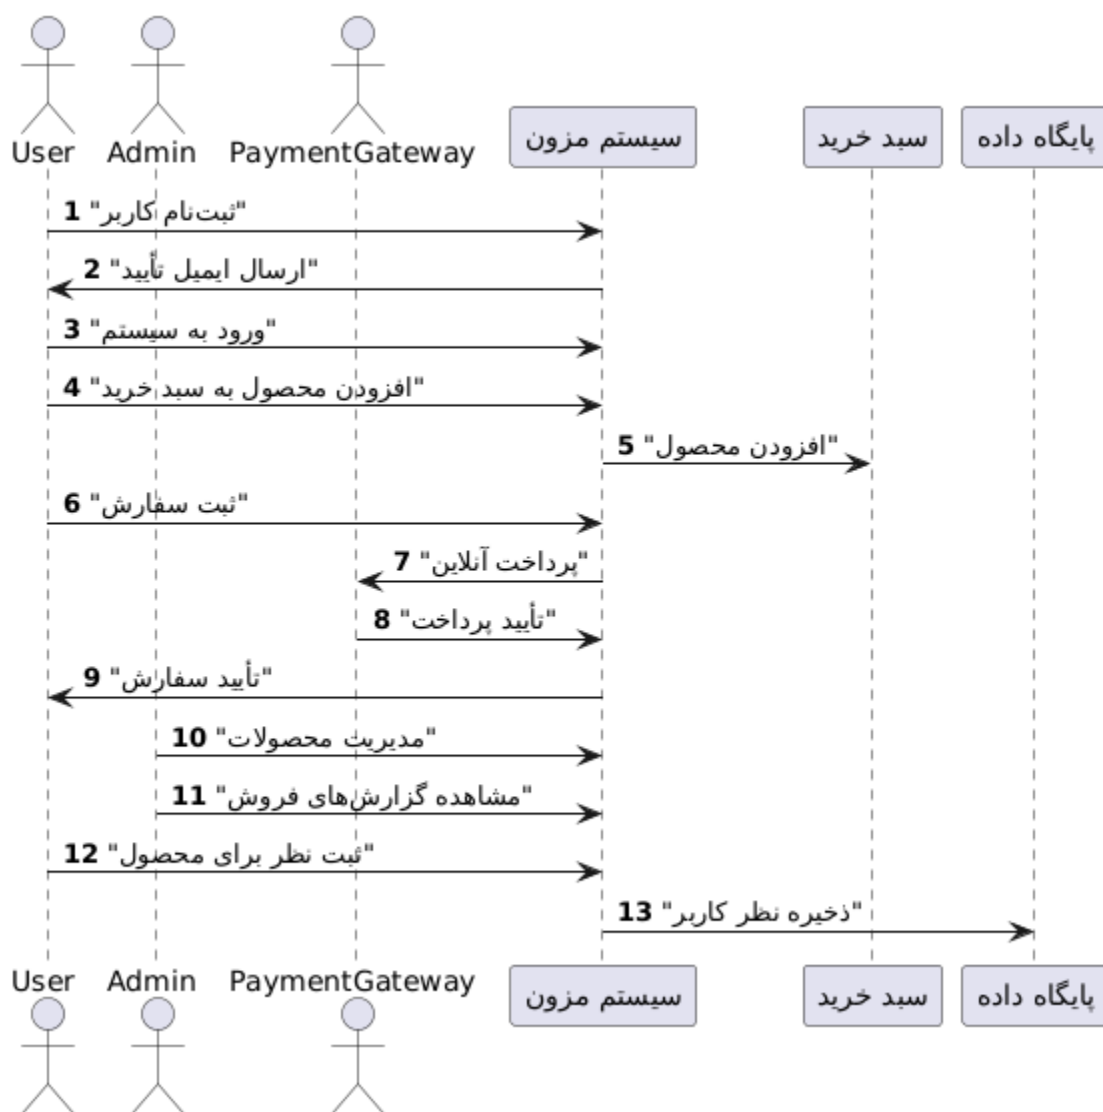 User Admin PaymentGateway سیستم مزون سبد خرید پایگاه داده
1 "ثبت‌نام کاربر"
2 "ارسال ایمیل تأیید"
3 "ورود به سیستم"
4 "افزودن محصول به سبد خرید"
5 "افزودن محصول"
6 "ثبت سفارش"
7 "پرداخت آنلاین"
8 "تأیید پرداخت"
9 "تأیید سفارش"
10 "مدیریت محصولات"
11 "مشاهده گزارش‌های فروش"
12 "ثبت نظر برای محصول"
13 "ذخیره نظر کاربر"
User Admin PaymentGateway سیستم مزون سبد خرید پایگاه داده